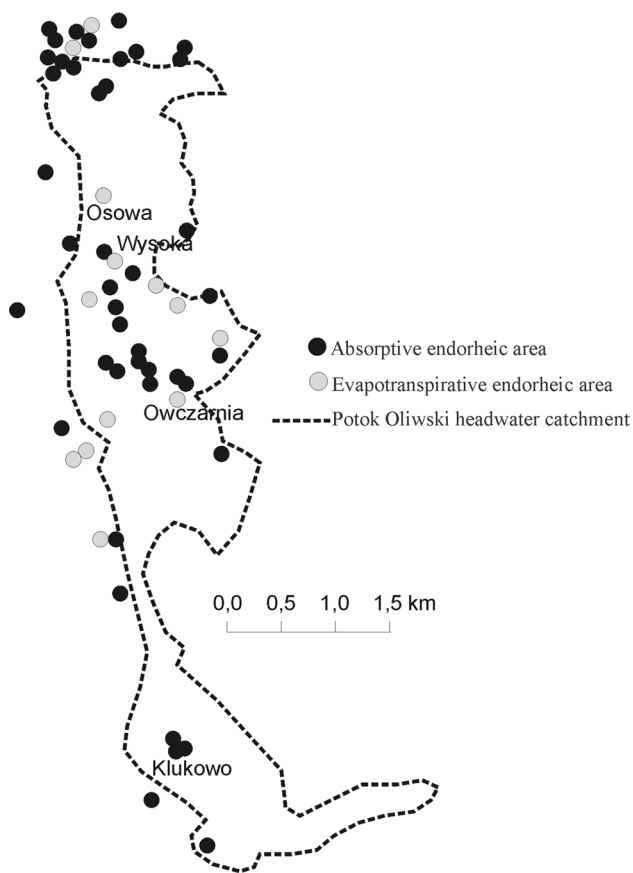 Osowa
Wysoka
Absorptive endorheic area
Evapotranspirative endorheic area
Owczarnia
Potok Oliwski headwater catchment
0,0 0,5 1,0 1,5 km
Klukowo